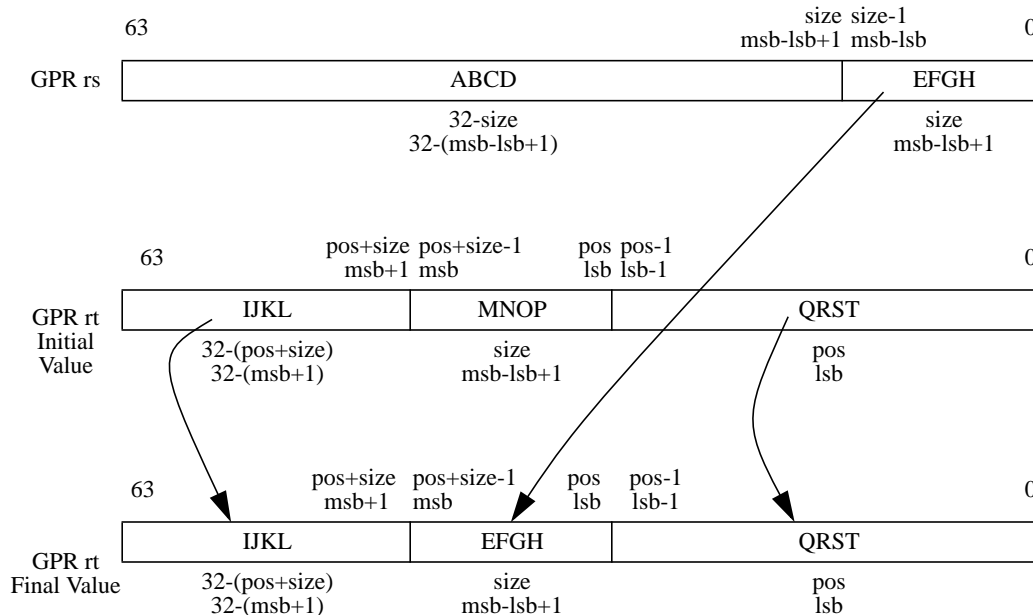 63 size size-1 0
msb-lsb+1 msb-lsb
GPR rs ABCD EFGH
32-size size
32-(msb-lsb+1) msb-lsb+1
63 pos+size pos+size-1 pos pos-1 0
msb+1 msb lsb lsb-1
GPR rt
Initial
Value
IJKL MNOP QRST
32-(pos+size) size pos
32-(msb+1) msb-lsb+1 lsb
63 pos+size pos+size-1 pos pos-1 0
msb+1 msb lsb lsb-1
GPR rt
Final Value
IJKL EFGH QRST
32-(pos+size) size pos
32-(msb+1) msb-lsb+1 lsb